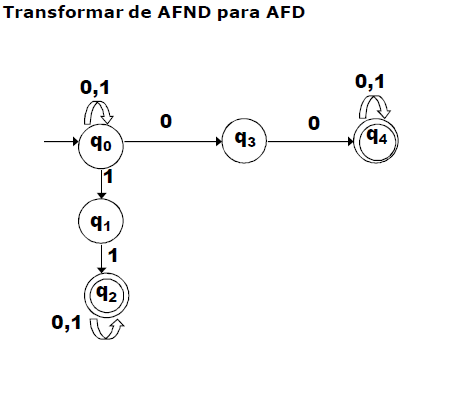 Transformar de AFND para AFD
0,1
0,1
0
0
q0
q3
q4
1
q1
1
q2
0,1